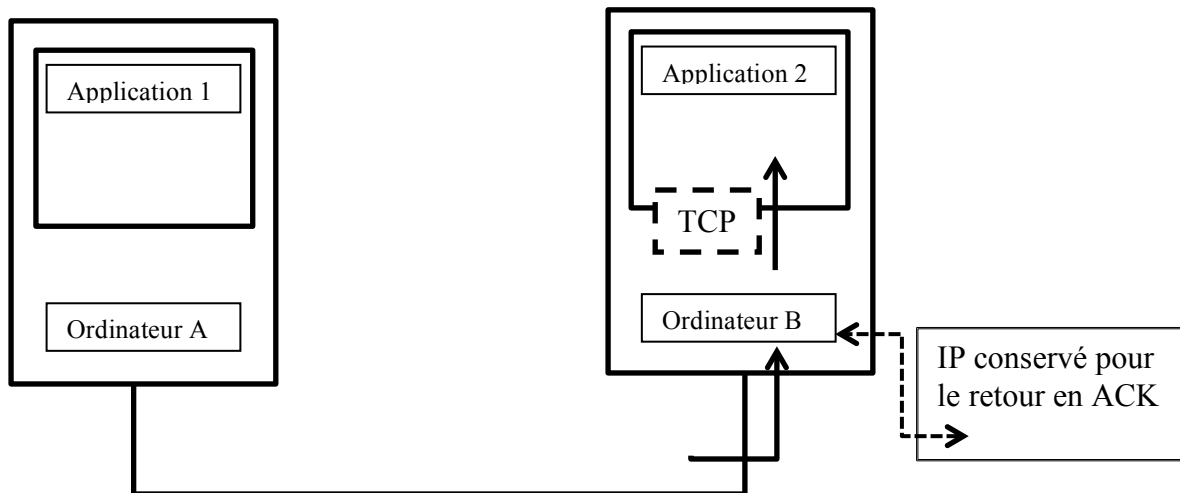 Application 1
Application 2
TCP
Ordinateur A
Ordinateur B
IP conservé pour
le retour en ACK